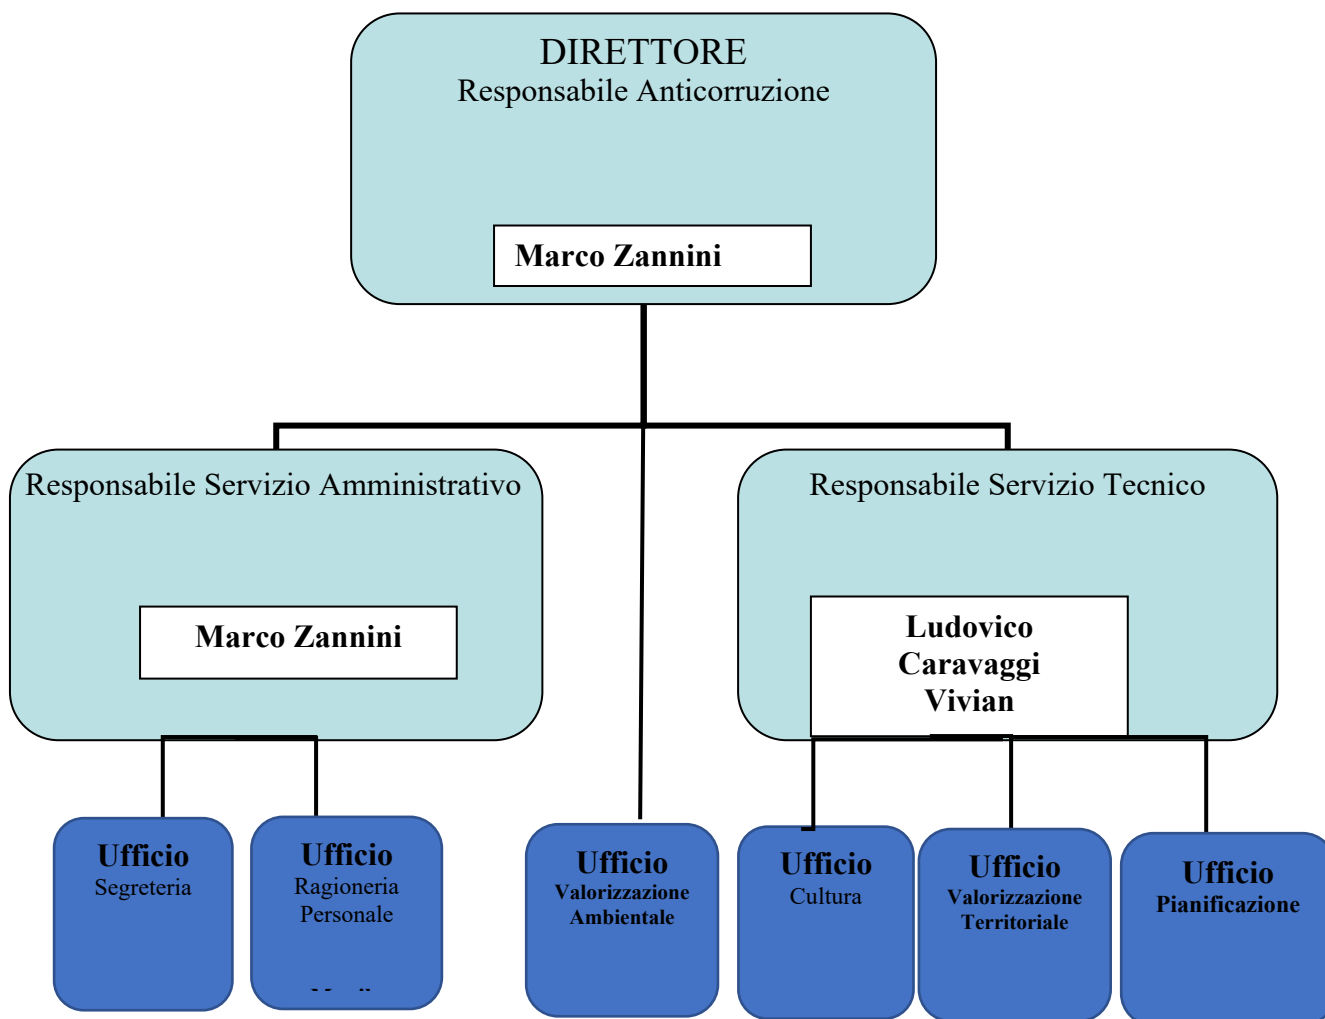 DIRETTORE
Responsabile Anticorruzione
Marco Zannini
Responsabile Servizio Amministrativo
Marco Zannini
Responsabile Servizio Tecnico
Ludovico
Caravaggi
Vivian
Ufficio
Segreteria
Ufficio
Ragioneria
Personale
Ufficio
Valorizzazione
Ambientale
Ufficio
Cultura
Ufficio
Valorizzazione
Territoriale
Ufficio
Pianificazione